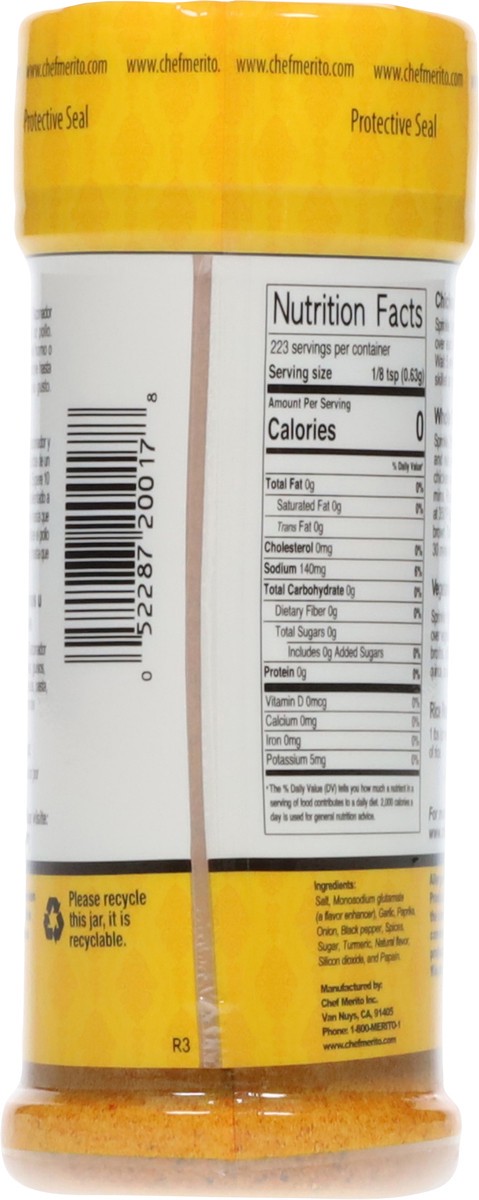 www.chefmerito.com www.chefmerito. www.chefmerito.com www.chefmerito.com
Protective Seal Protective Seal
0 52287 20017 8
Nutrition Facts
223 servings per container
Serving size 1/8 tsp (0.63g)
Amount Per Serving
Calories 0
% Daily Value*
Total Fat 0g 0%
Saturated Fat 0g 0%
Trans Fat 0g
Cholesterol 0mg 0%
Sodium 140mg 6%
Total Carbohydrate 0g 0%
Dietary Fiber 0g 0%
Total Sugars 0g
Includes 0g Added Sugars 0%
Protein 0g 0%
Vitamin D 0mcg 0%
Calcium 0mg 0%
Iron 0mg 0%
Potassium 5mg 0%
*The % Daily Value (DV) tells you how much a nutrient in a
serving of food contributes to a daily diet. 2,000 calories a
day is used for general nutrition advice.
Please recycle
this jar, it is
recyclable.
R3
Ingredients:
Salt, Monosodium glutamate
(a flavor enhancer), Garlic, Paprika,
Onion, Black pepper, Spices,
Sugar, Turmeric, Natural flavor,
Silicon dioxide, and Papain.
Manufactured by:
Chef Merito Inc.
Van Nuys, CA, 91405
Phone: 1-800-MERITO-1
www.chefmerito.com